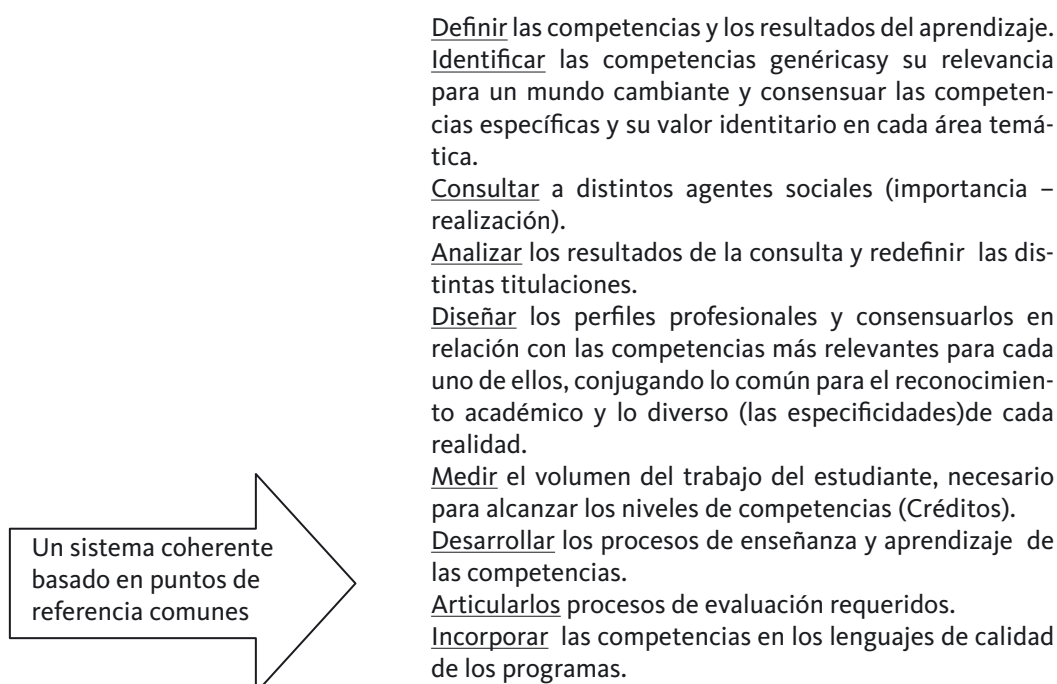 Definir las competencias y los resultados del aprendizaje.
Identificar las competencias genéricasy su relevancia
para un mundo cambiante y consensuar las competen-
cias específicas y su valor identitario en cada área temá-
tica.
Consultar a distintos agentes sociales (importancia –
realización).
Analizar los resultados de la consulta y redefinir las dis-
tintas titulaciones.
Diseñar los perfiles profesionales y consensuarlos en
relación con las competencias más relevantes para cada
uno de ellos, conjugando lo común para el reconocimien-
to académico y lo diverso (las especificidades)de cada
realidad.
Medir el volumen del trabajo del estudiante, necesario
para alcanzar los niveles de competencias (Créditos).
Desarrollar los procesos de enseñanza y aprendizaje de
las competencias.
Articularlos procesos de evaluación requeridos.
Incorporar las competencias en los lenguajes de calidad
de los programas.
Un sistema coherente
basado en puntos de
referencia comunes